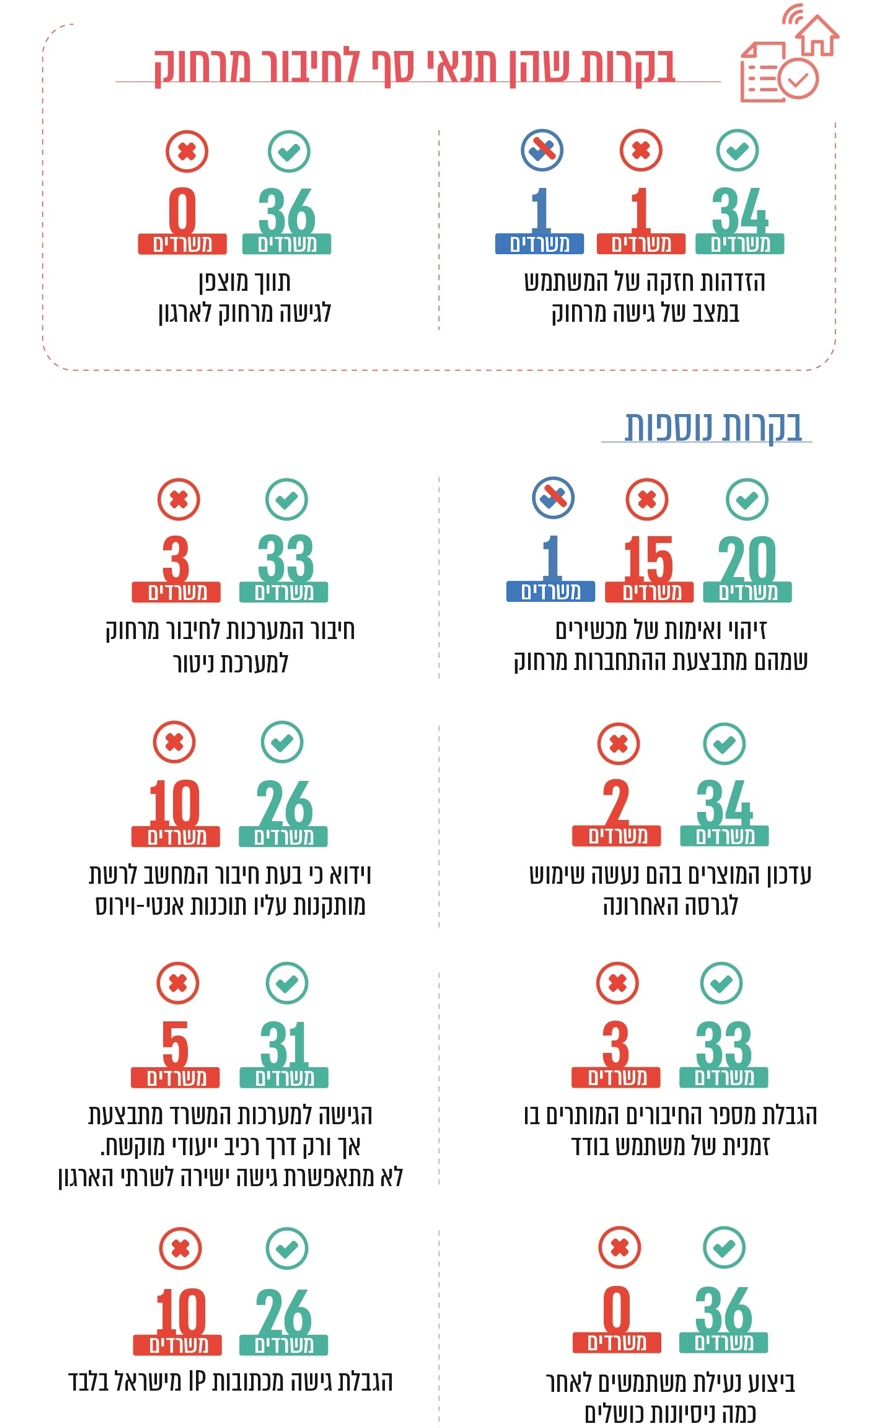 בקרות שהן תנאי סף לחיבור מרחוק
34 1 1
משרדים משרדים משרדים
הזדהות חזקה של המשתמש
במצב של גישה מרחוק
36 0
משרדים משרדים
תווך מוצפן
לגישה מרחוק לארגון
בקרות נוספות
20 15 1
משרדים משרדים משרדים
זיהוי ואימות של מכשירים
שמהם מתבצעת ההתחברות מרחוק
33 3
משרדים משרדים
חיבור המערכות לחיבור מרחוק
למערכת ניטור
34 2
משרדים משרדים
עדכון המוצרים בהם נעשה שימוש
לגרסה האחרונה
26 10
משרדים משרדים
וידוא כי בעת חיבור המחשב לרשת
מותקנות עליו תוכנות אנטי-וירוס
33 3
משרדים משרדים
הגבלת מספר החיבורים המותרים בו
זמנית של משתמש בודד
31 5
משרדים משרדים
הגישה למערכות המשרד מתבצעת
אך ורק דרך רכיב ייעודי מוקשח.
לא מתאפשרת גישה ישירה לשרתי הארגון
36 0
משרדים משרדים
ביצוע נעילת משתמשים לאחר
כמה ניסיונות כושלים
26 10
משרדים משרדים
הגבלת גישה מכתובות IP מישראל בלבד